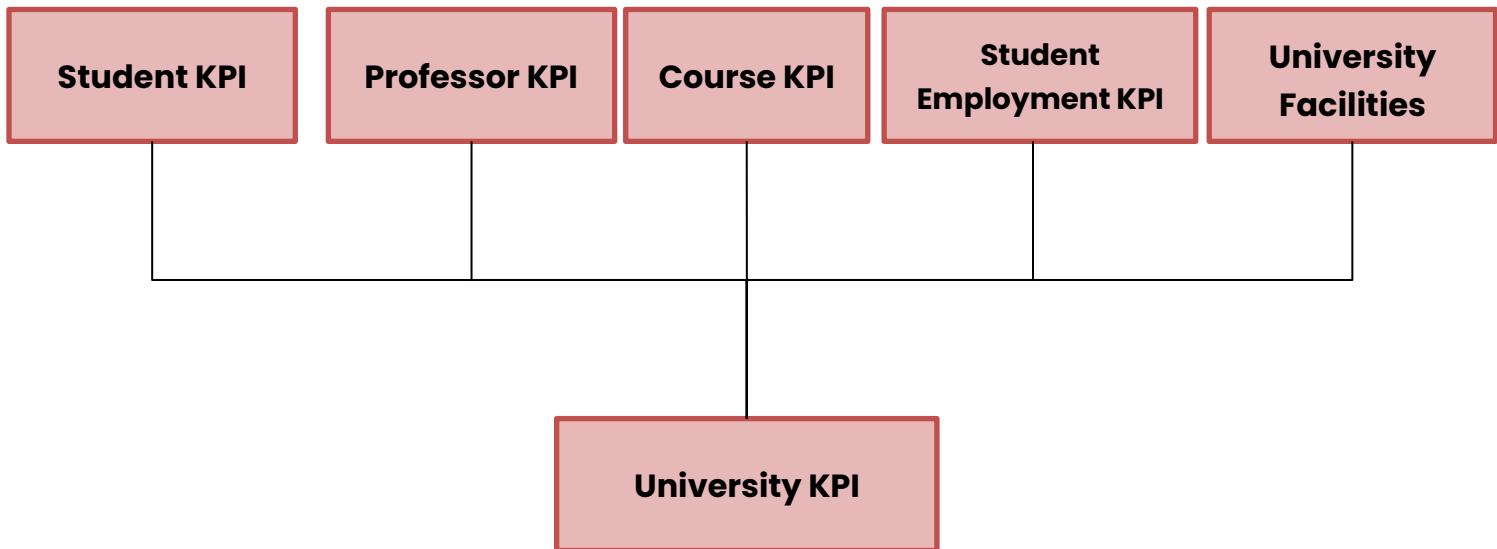 Student KPI
Professor KPI
Course KPI
Student
Employment KPI
University
Facilities
University KPI